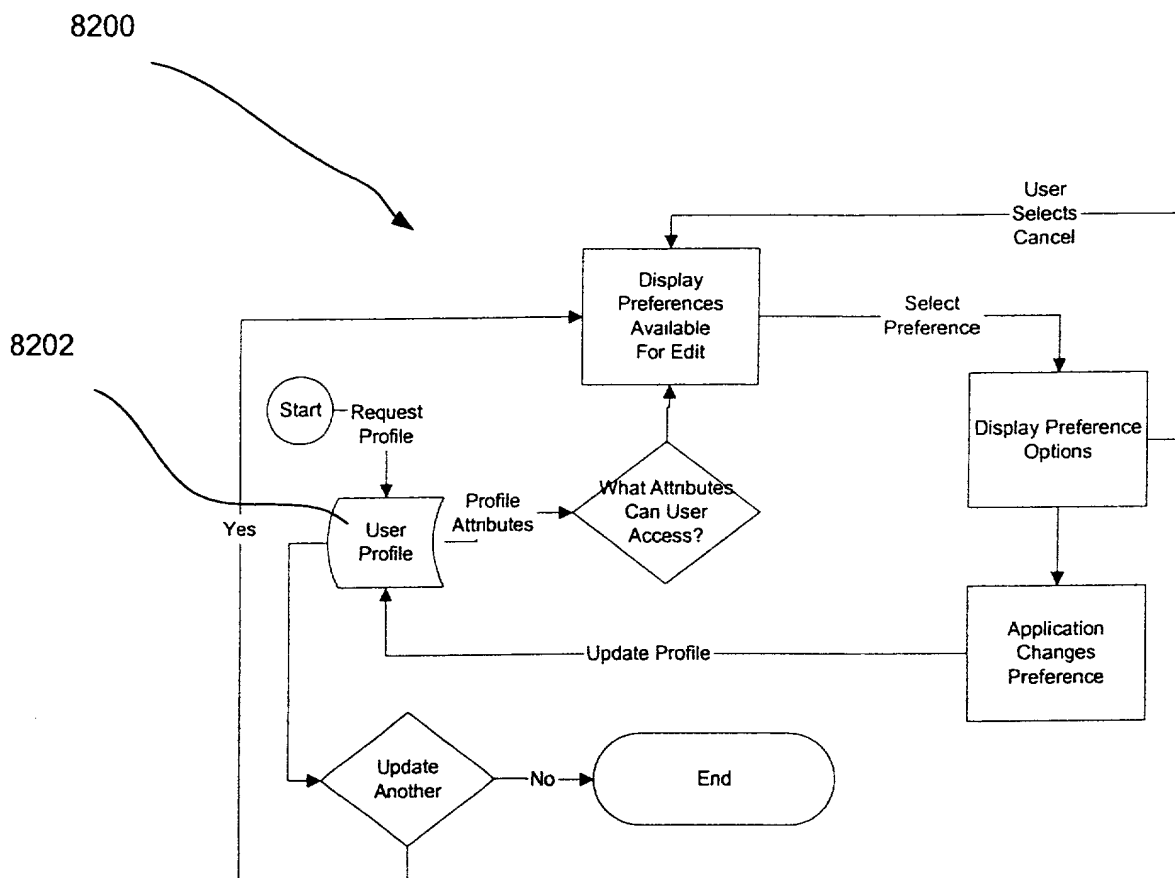 8200
User
Selects
Cancel
Display
Preferences
Available
For Edit
Select
Preference
8202
Start
Request
Profile
Display Preference
Options
What Attributes
Can User
Access?
Profile
Attributes
User
Profile
Yes
Application
Changes
Preference
Update Profile
Update
Another
No
End